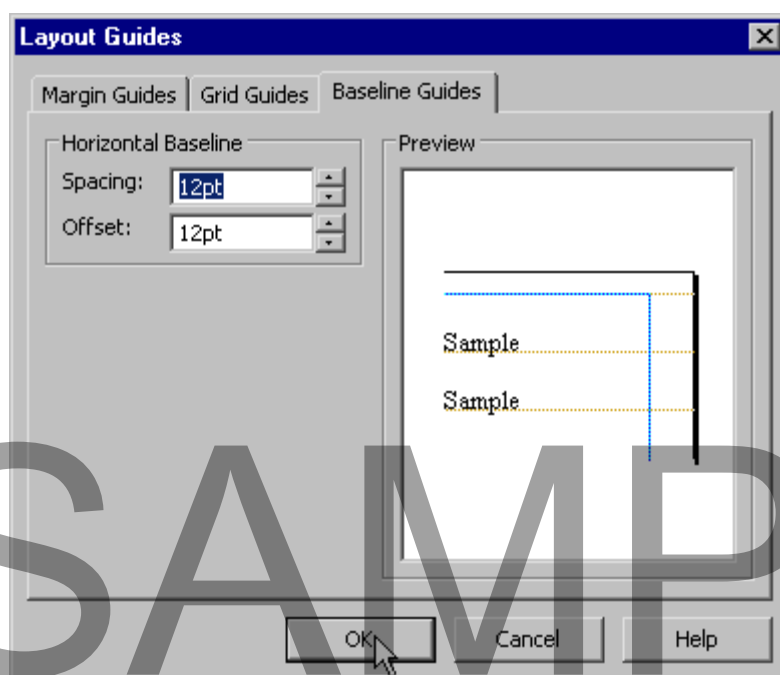 Layout Guides
Margin Guides Grid Guides Baseline Guides
Horizontal Baseline
Spacing: 12pt
Offset: 12pt
Preview
Sample
Sample
OK Cancel Help
SAMP